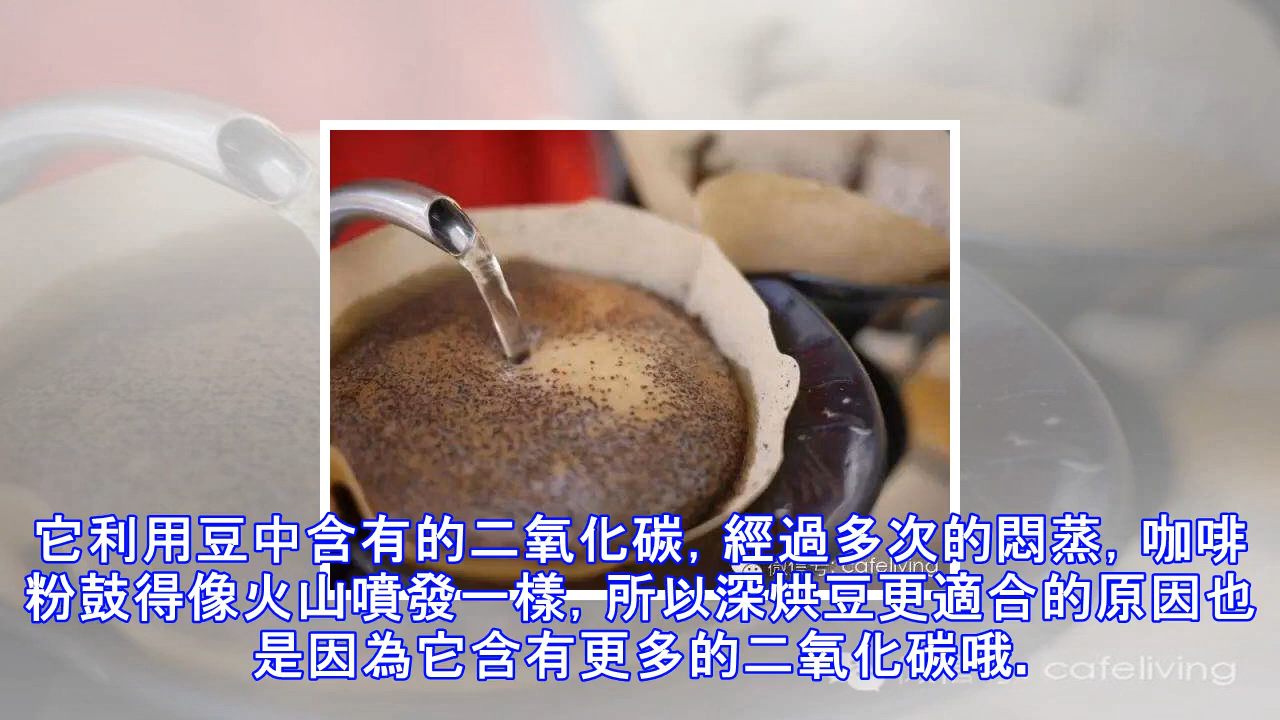 它利用豆中含有的二氧化碳, 經過多次的悶蒸, 咖啡
粉鼓得像火山噴發一樣, 所以深烘豆更適合的原因也
是因為它含有更多的二氧化碳哦.
cafeliving
cafeliving